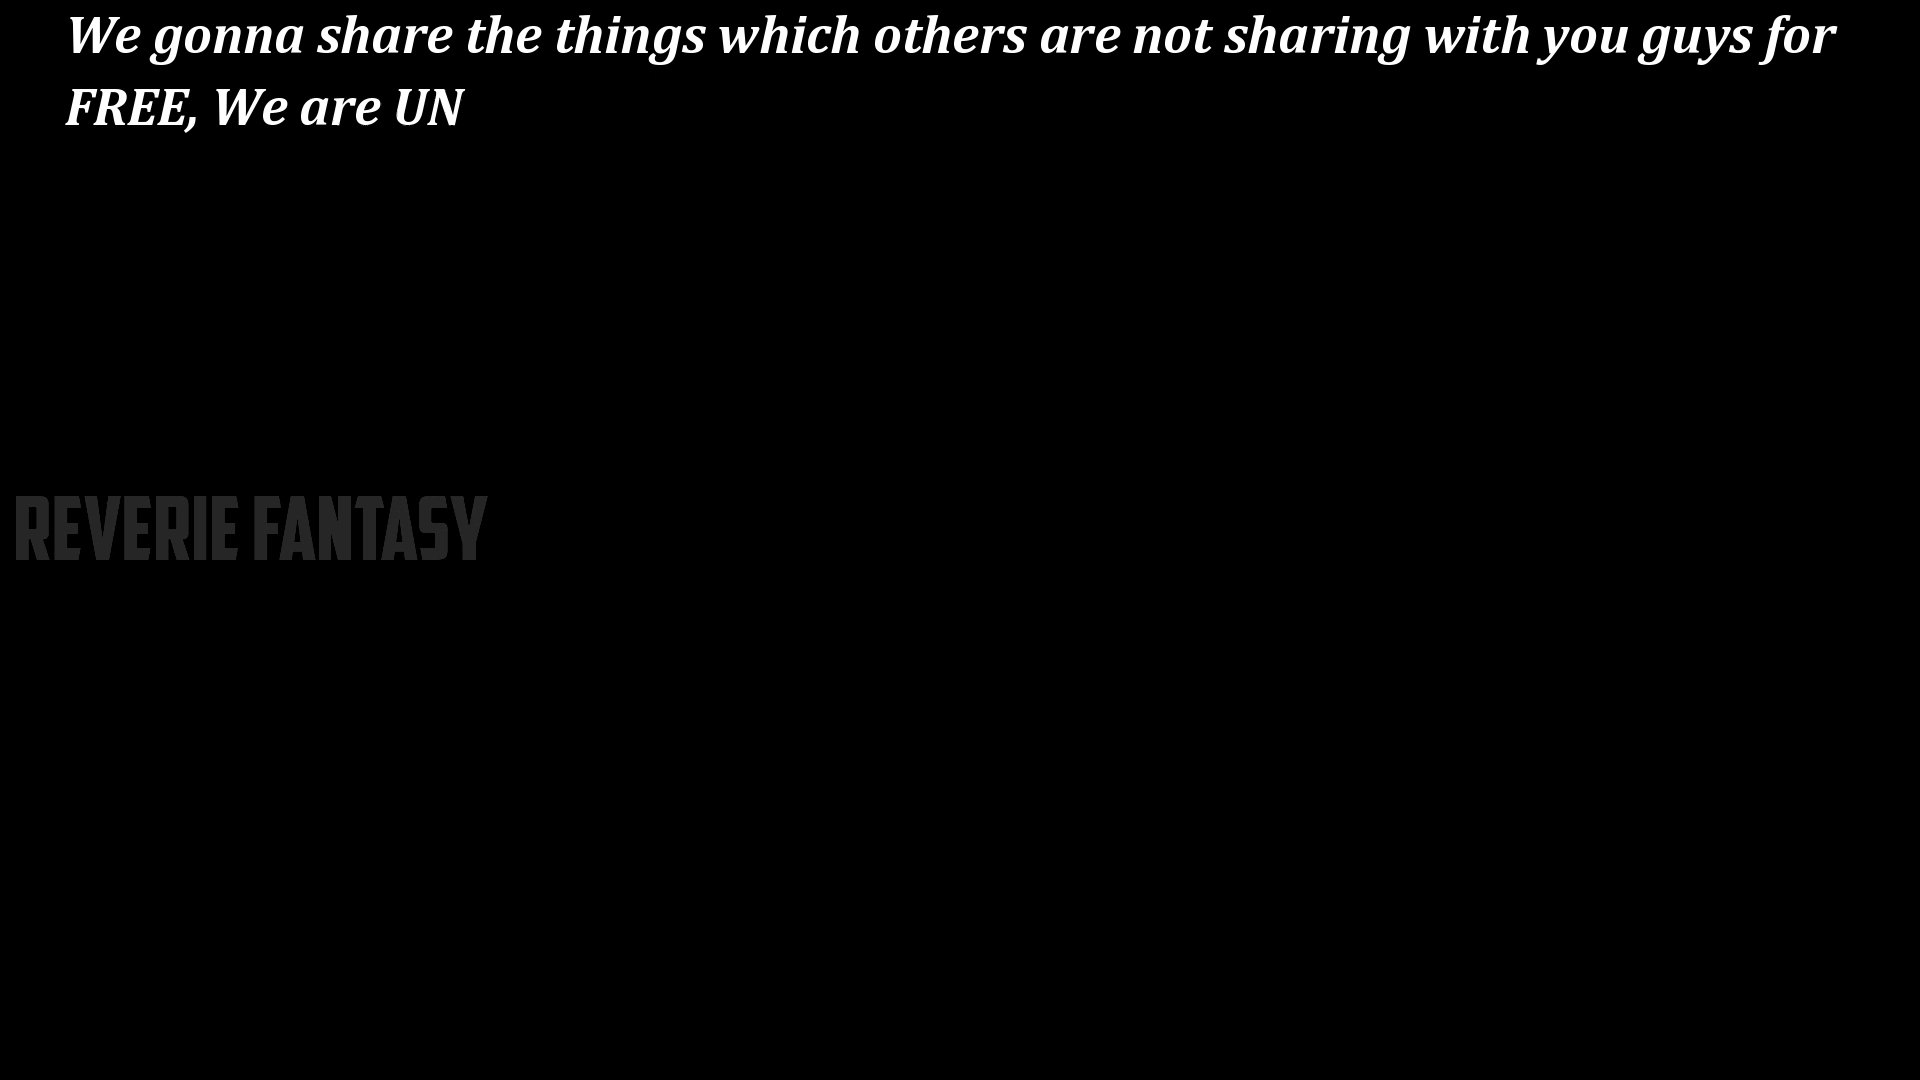 We gonna share the things which others are not sharing with you guys for
FREE, We are UN
REVERIE FANTASY